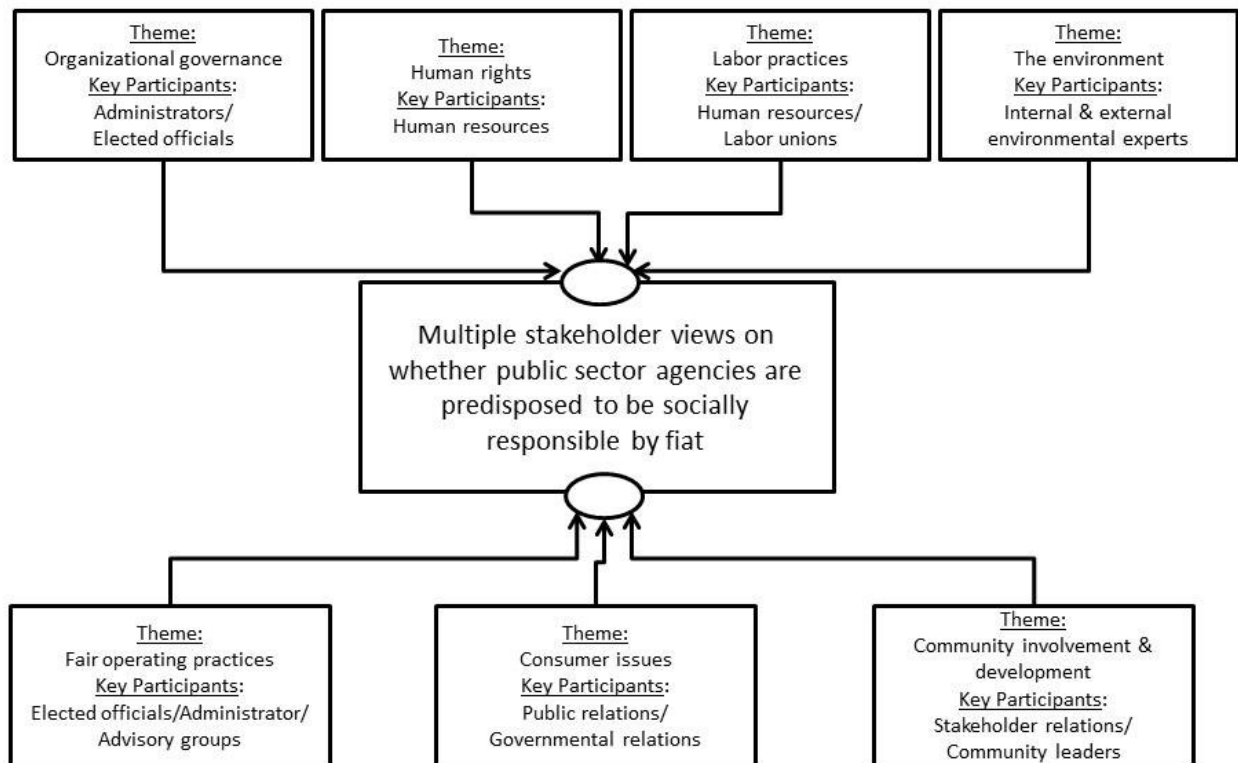 Theme:
Organizational governance
Key Participants:
Administrators/
Elected officials
Theme:
Human rights
Key Participants:
Human resources
Theme:
Labor practices
Key Participants:
Human resources/
Labor unions
Theme:
The environment
Key Participants:
Internal & external
environmental experts
Multiple stakeholder views on
whether public sector agencies are
predisposed to be socially
responsible by fiat
Theme:
Fair operating practices
Key Participants:
Elected officials/Administrator/
Advisory groups
Theme:
Consumer issues
Key Participants:
Public relations/
Governmental relations
Theme:
Community involvement &
development
Key Participants:
Stakeholder relations/
Community leaders